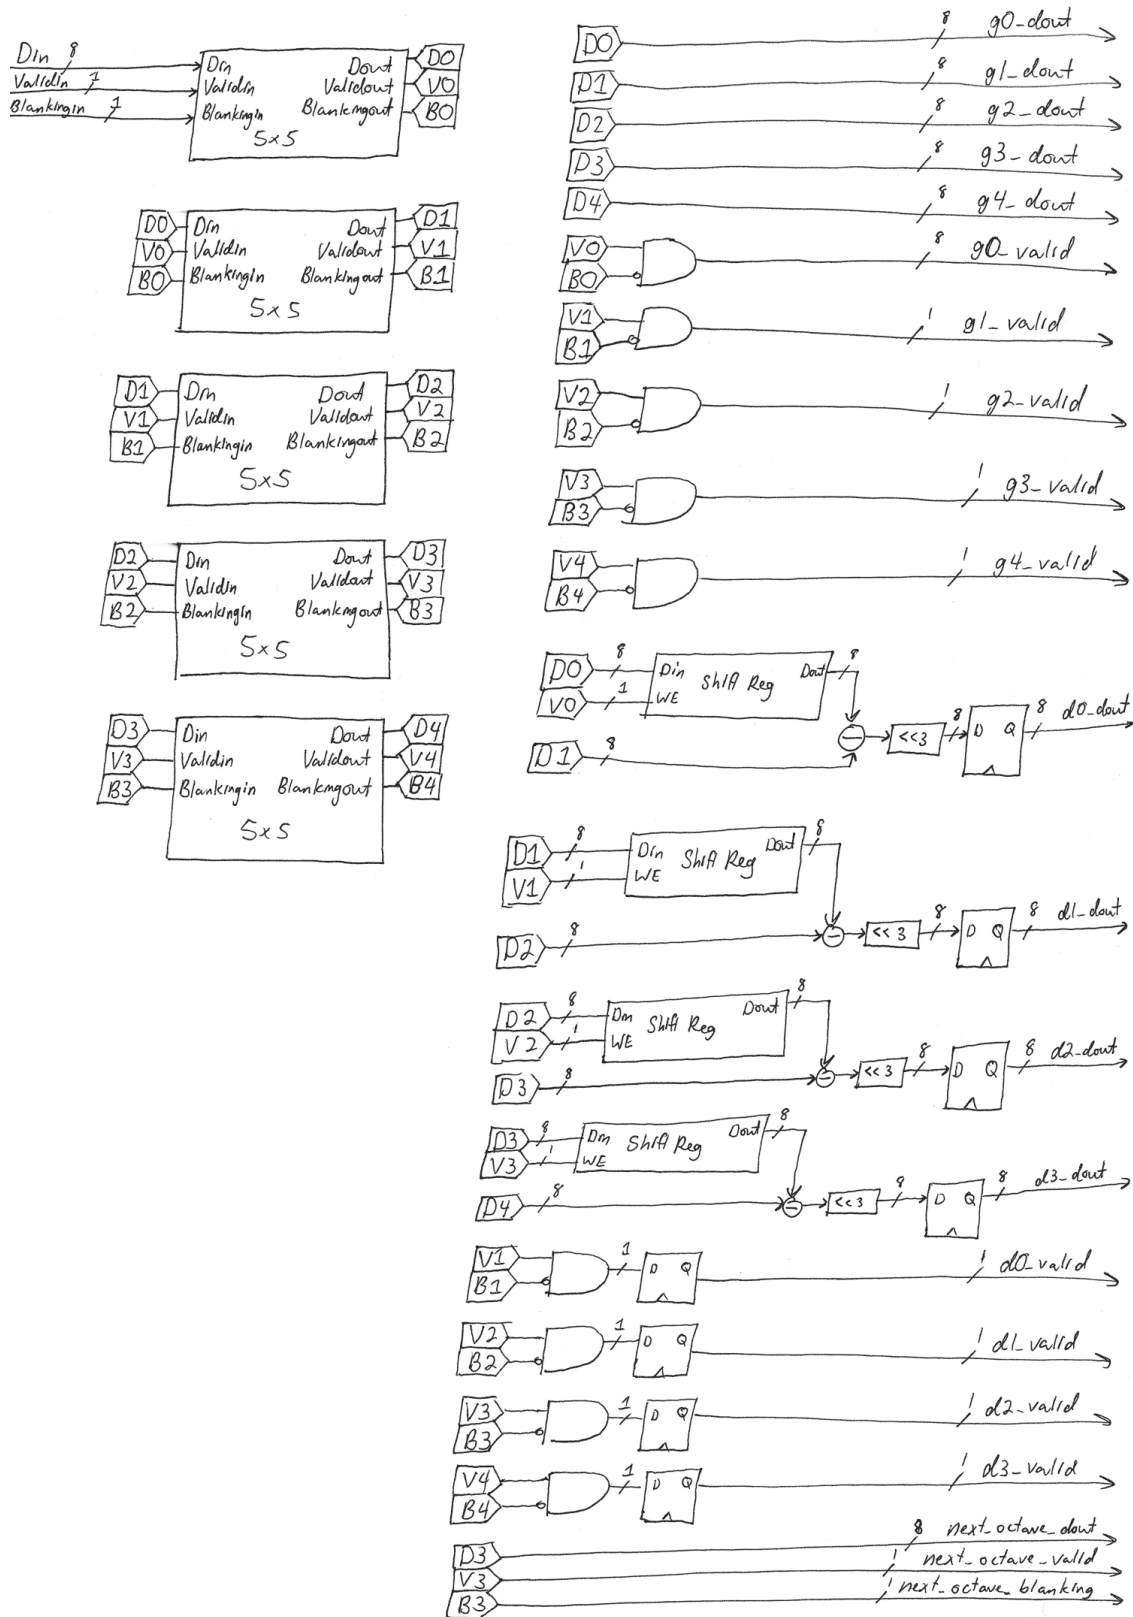 Din 8
Validin 1
Blankingin 1
Din Dout
Validin Validout
Blankingin Blankingout
5x5
D0
V0
B0
D0
V0
B0
Din Dout
Validin Validout
Blankingin Blankingout
5x5
D1
V1
B1
D1
V1
B1
Din Dout
Validin Validout
Blankingin Blankingout
5x5
D2
V2
B2
D2
V2
B2
Din Dout
Validin Validout
Blankingin Blankingout
5x5
D3
V3
B3
D3
V3
B3
Din Dout
Validin Validout
Blankingin Blankingout
5x5
D4
V4
B4
D0 8 g0_dout
D1 8 g1_dout
D2 8 g2_dout
D3 8 g3_dout
D4 8 g4_dout
V0 8 g0_valid
B0
V1 1 g1_valid
B1
V2 1 g2_valid
B2
V3 1 g3_valid
B3
V4 1 g4_valid
B4
D0 8 Din Shift Reg Dout 8
V0 1 WE
D1 8 - <<3 8 D Q 8 d0_dout
D1 8 Din Shift Reg Dout 8
V1 1 WE
D2 8 - <<3 8 D Q 8 d1_dout
D2 8 Din Shift Reg Dout 8
V2 1 WE
D3 8 - <<3 8 D Q 8 d2_dout
D3 8 Din Shift Reg Dout 8
V3 1 WE
D4 8 - <<3 8 D Q 8 d3_dout
V1 1 D Q 1 d0_valid
B1
V2 1 D Q 1 d1_valid
B2
V3 1 D Q 1 d2_valid
B3
V4 1 D Q 1 d3_valid
B4
D3 8 next_octave_dout
V3 1 next_octave_valid
B3 1 next_octave_blanking